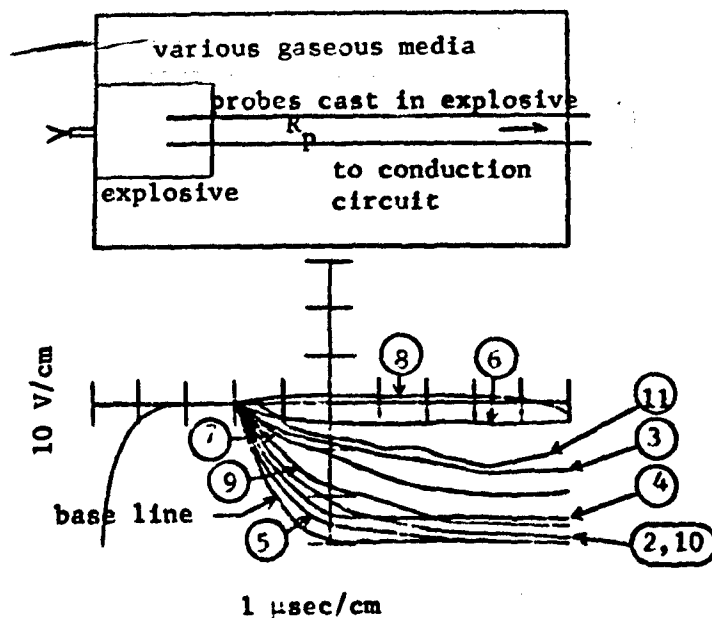 various gaseous media
probes cast in explosive
Rp
to conduction
circuit
explosive
8
6
11
10 V/cm
7
3
9
4
base line
5
2,10
1 μsec/cm